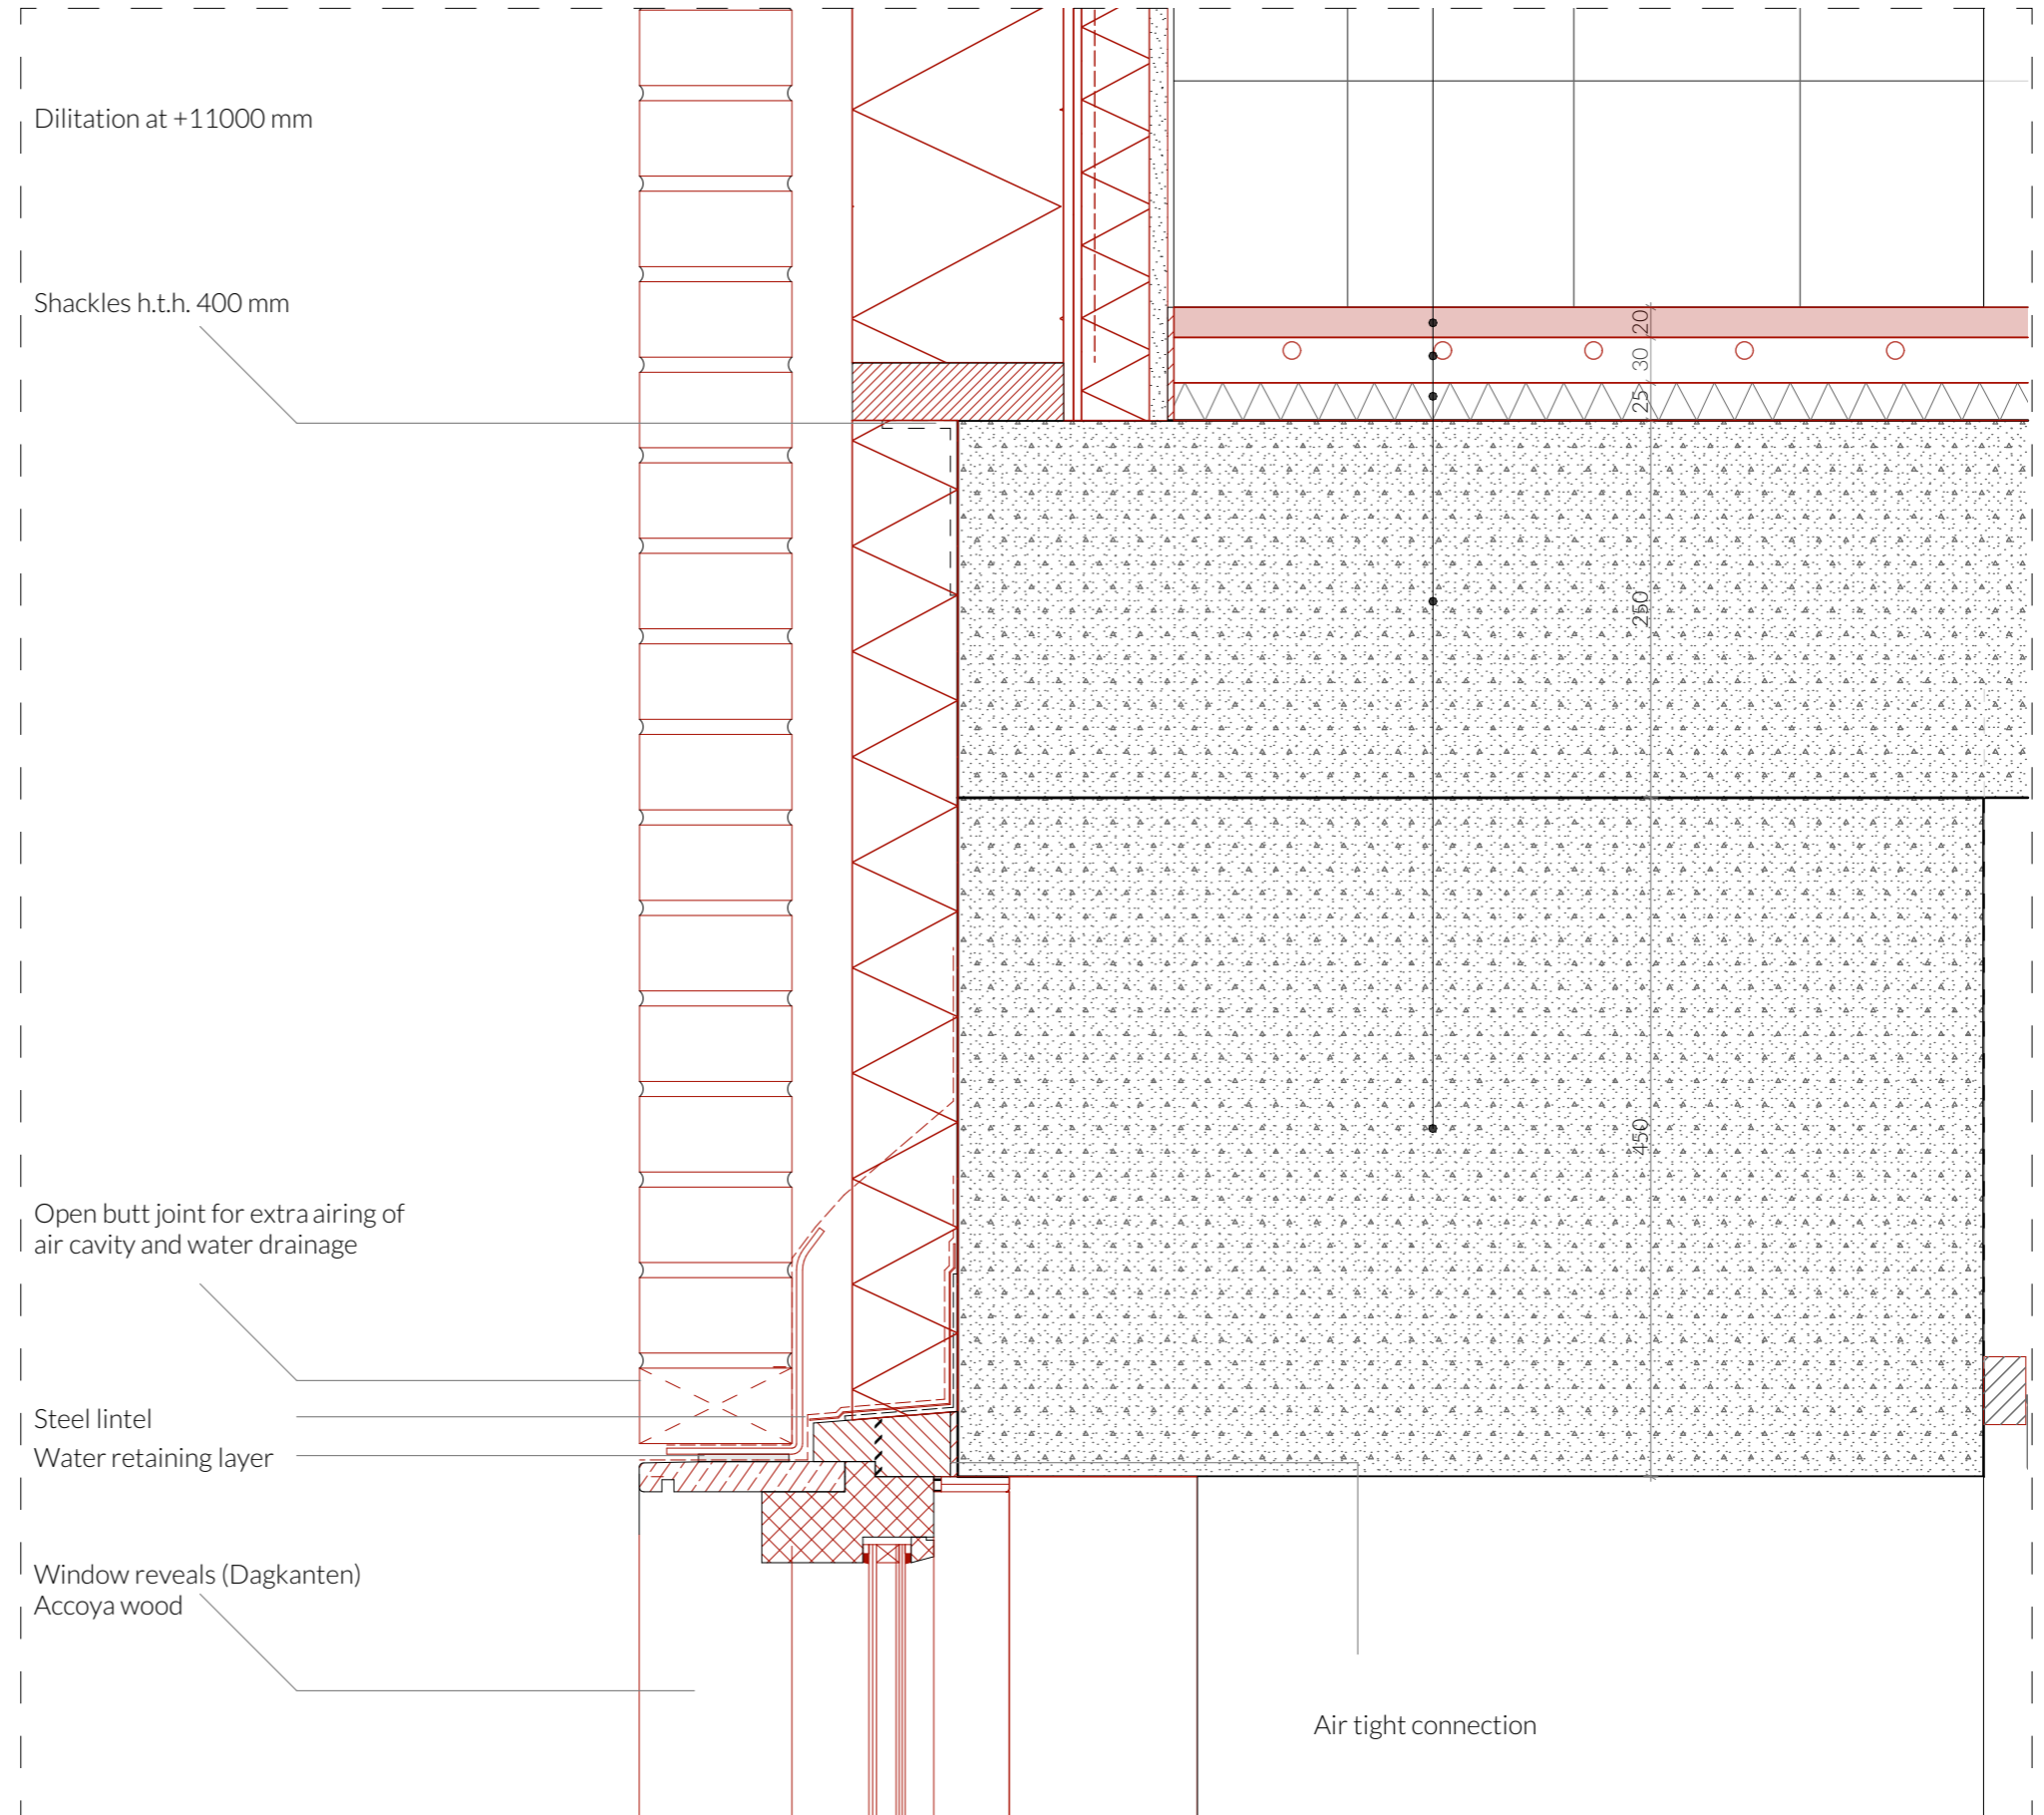 Dilitation at +11000 mm
Shackles h.t.h. 400 mm
20
30
25
250
450
Open butt joint for extra airing of
air cavity and water drainage
Steel lintel
Water retaining layer
Window reveals (Dagkanten)
Accoya wood
Air tight connection